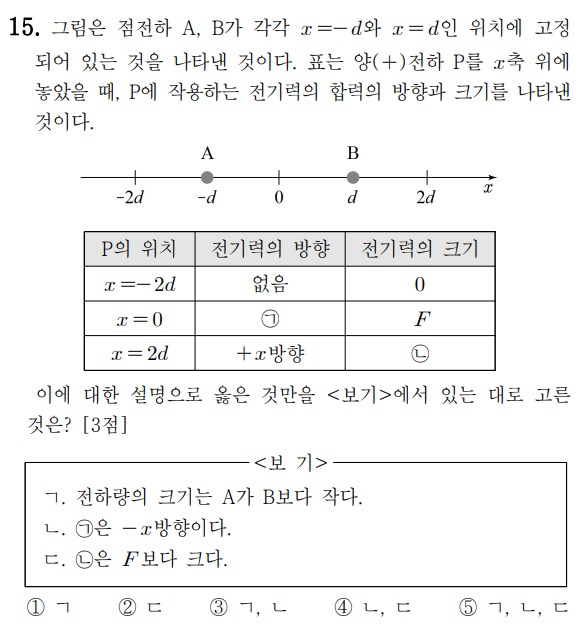 15. 그림은 점전하 A, B가 각각 x=-d와 x=d인 위치에 고정
되어 있는 것을 나타낸 것이다. 표는 양(+)전하 P를 x축 위에
놓았을 때, P에 작용하는 전기력의 합력의 방향과 크기를 나타낸
것이다.
A B
-2d -d 0 d 2d x
P의 위치 전기력의 방향 전기력의 크기
x=-2d 없음 0
x=0 ㉠ F
x=2d +x방향 ㉡
이에 대한 설명으로 옳은 것만을 <보기>에서 있는 대로 고른
것은? [3점]
<보 기>
ㄱ. 전하량의 크기는 A가 B보다 작다.
ㄴ. ㉠은 -x방향이다.
ㄷ. ㉡은 F보다 크다.
① ㄱ ② ㄷ ③ ㄱ, ㄴ ④ ㄴ, ㄷ ⑤ ㄱ, ㄴ, ㄷ